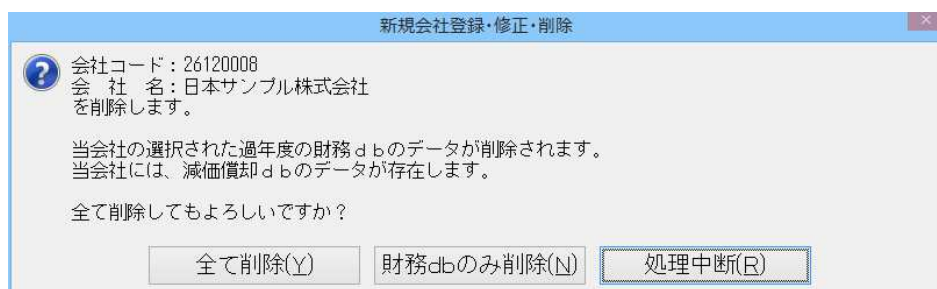 新規会社登録・修正・削除
会社コード：26120008
会　社　名：日本サンプル株式会社
を削除します。
当会社の選択された過年度の財務ｄｂのデータが削除されます。
当会社には、減価償却ｄｂのデータが存在します。
全て削除してもよろしいですか？
全て削除(Y)
財務dbのみ削除(N)
処理中断(R)